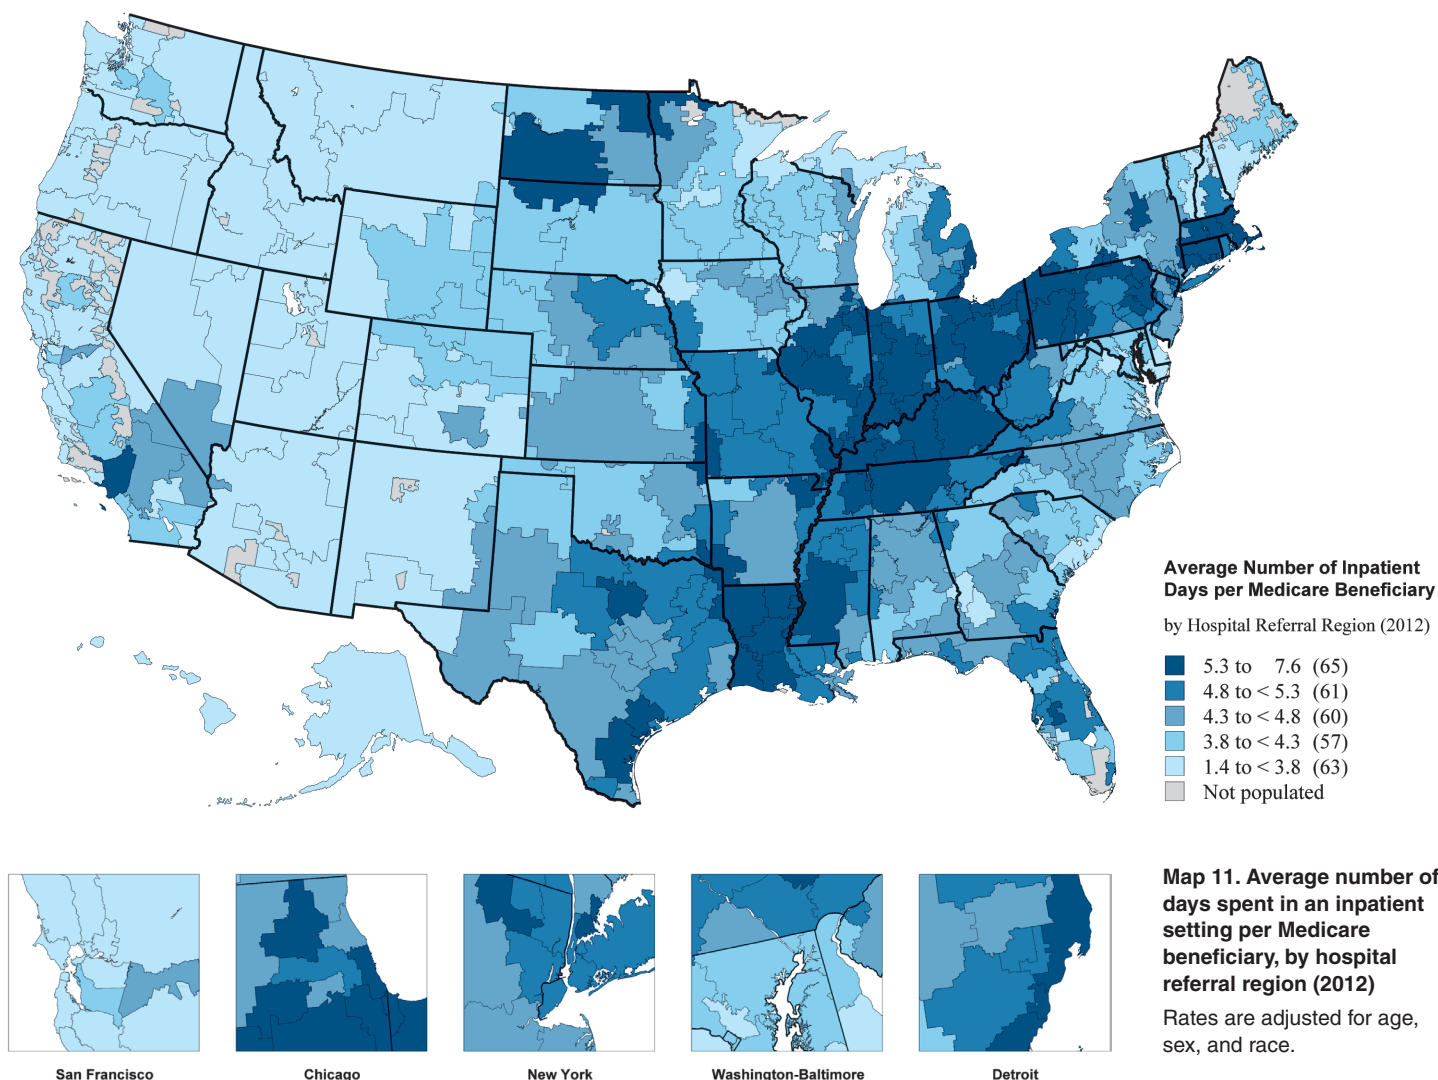 Average Number of Inpatient
Days per Medicare Beneficiary
by Hospital Referral Region (2012)
5.3 to 7.6 (65)
4.8 to < 5.3 (61)
4.3 to < 4.8 (60)
3.8 to < 4.3 (57)
1.4 to < 3.8 (63)
Not populated
Map 11. Average number of
days spent in an inpatient
setting per Medicare
beneficiary, by hospital
referral region (2012)
Rates are adjusted for age,
sex, and race.
San Francisco
Chicago
New York
Washington-Baltimore
Detroit